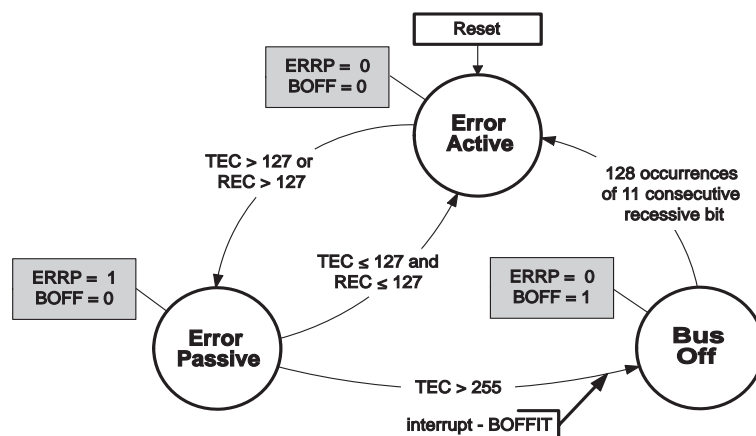 Reset
ERRP = 0
BOFF = 0
Error
Active
TEC > 127 or
REC > 127
128 occurrences
of 11 consecutive
recessive bit
TEC ≤ 127 and
REC ≤ 127
ERRP = 1
BOFF = 0
ERRP = 0
BOFF = 1
Error
Passive
Bus
Off
TEC > 255
interrupt - BOFFIT